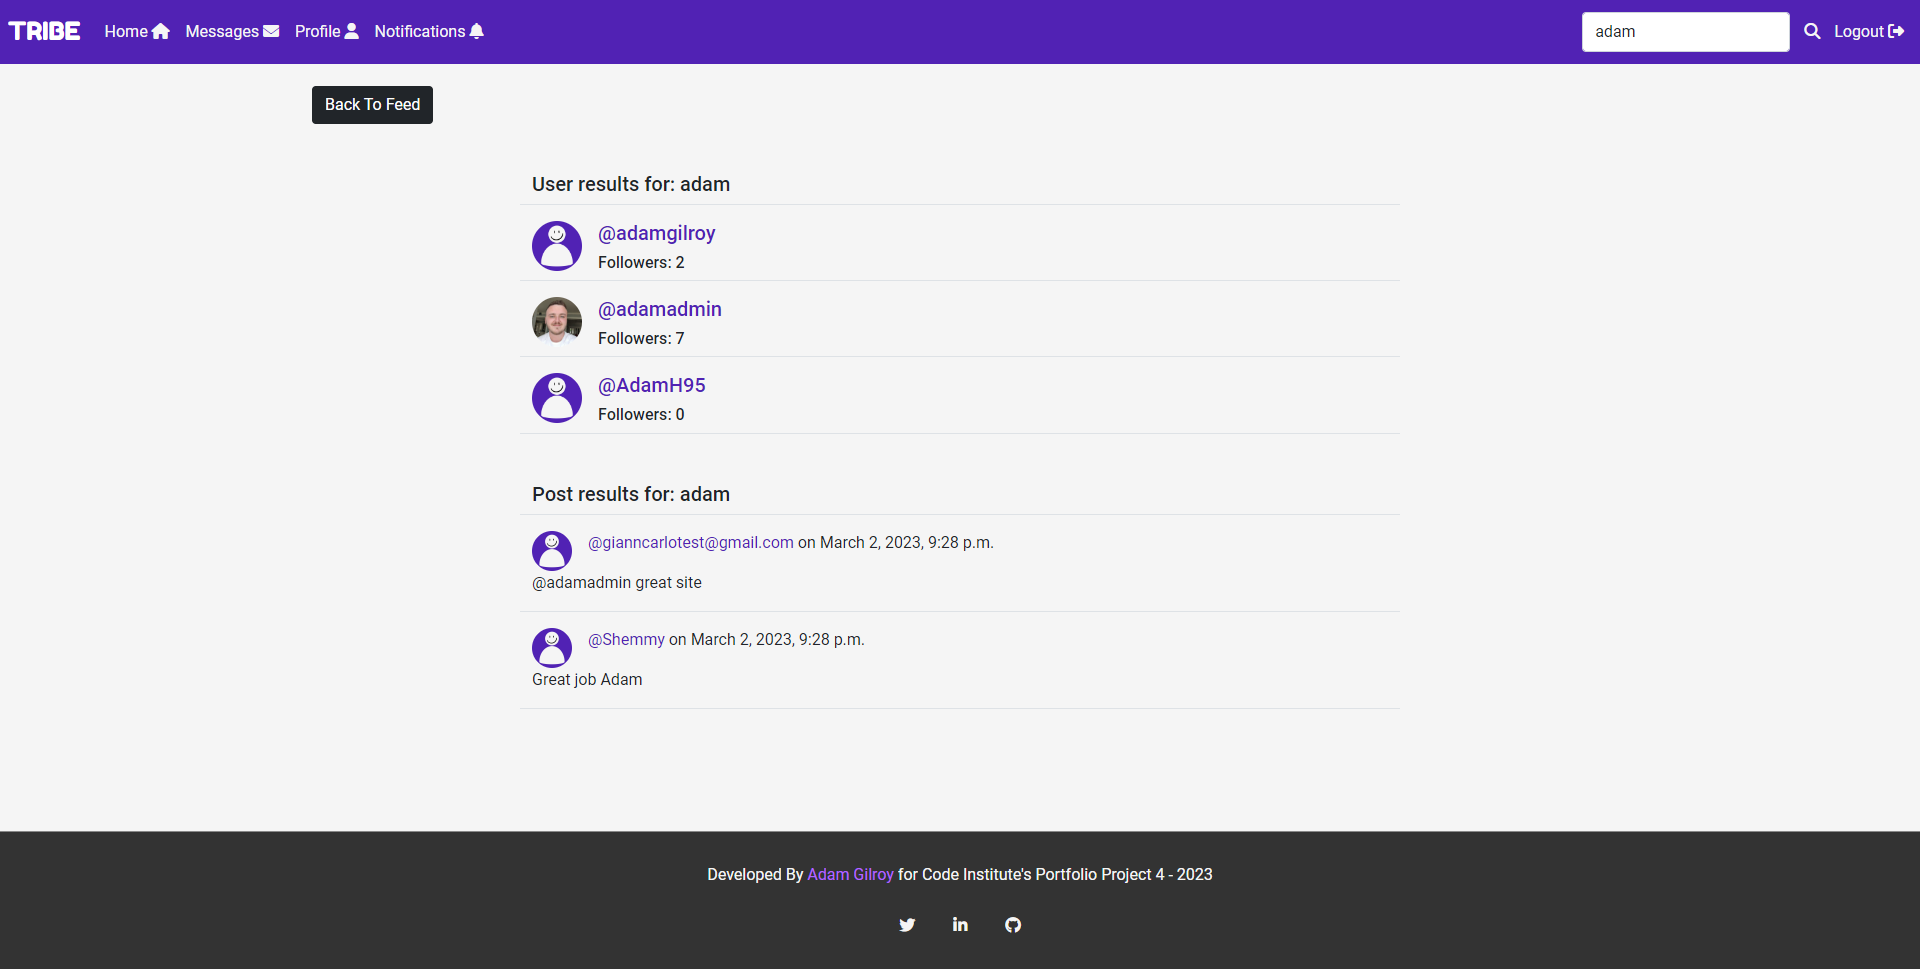 TRIBE Home Messages Profile Notifications adam Logout
Back To Feed
User results for: adam
@adamgilroy
Followers: 2
@adamadmin
Followers: 7
@AdamH95
Followers: 0
Post results for: adam
@gianncarlotest@gmail.com on March 2, 2023, 9:28 p.m.
@adamadmin great site
@Shemmy on March 2, 2023, 9:28 p.m.
Great job Adam
Developed By Adam Gilroy for Code Institute's Portfolio Project 4 - 2023